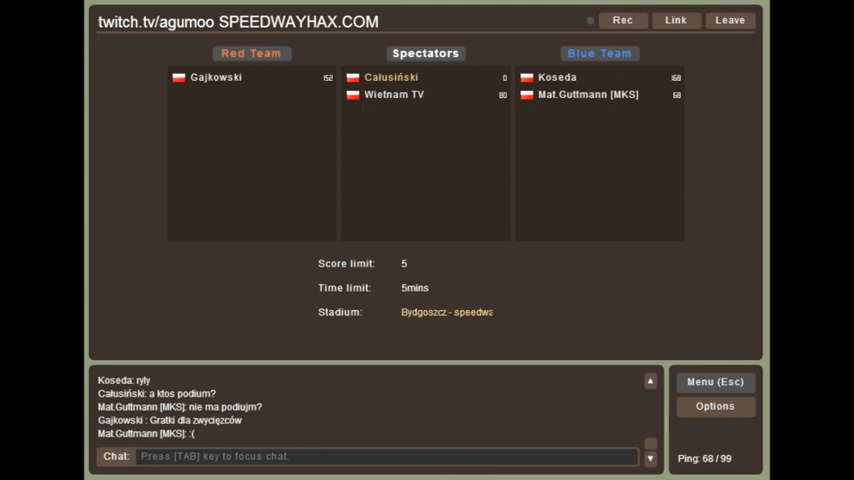 twitch.tv/agumoo SPEEDWAYHAX.COM
Rec
Link
Leave
Red Team
Spectators
Blue Team
Gajkowski 152
Całusiński 0
Koseda 168
Wietnam TV 80
Mat.Guttmann [MKS] 68
Score limit: 5
Time limit: 5mins
Stadium: Bydgoszcz - speedwa
Koseda: ryly
Całusiński: a ktos podium?
Mat.Guttmann [MKS]: nie ma podiujm?
Gajkowski : Gratki dla zwycięzców
Mat.Guttmann [MKS]: :(
Chat: Press [TAB] key to focus chat.
Menu (Esc)
Options
Ping: 68 / 99